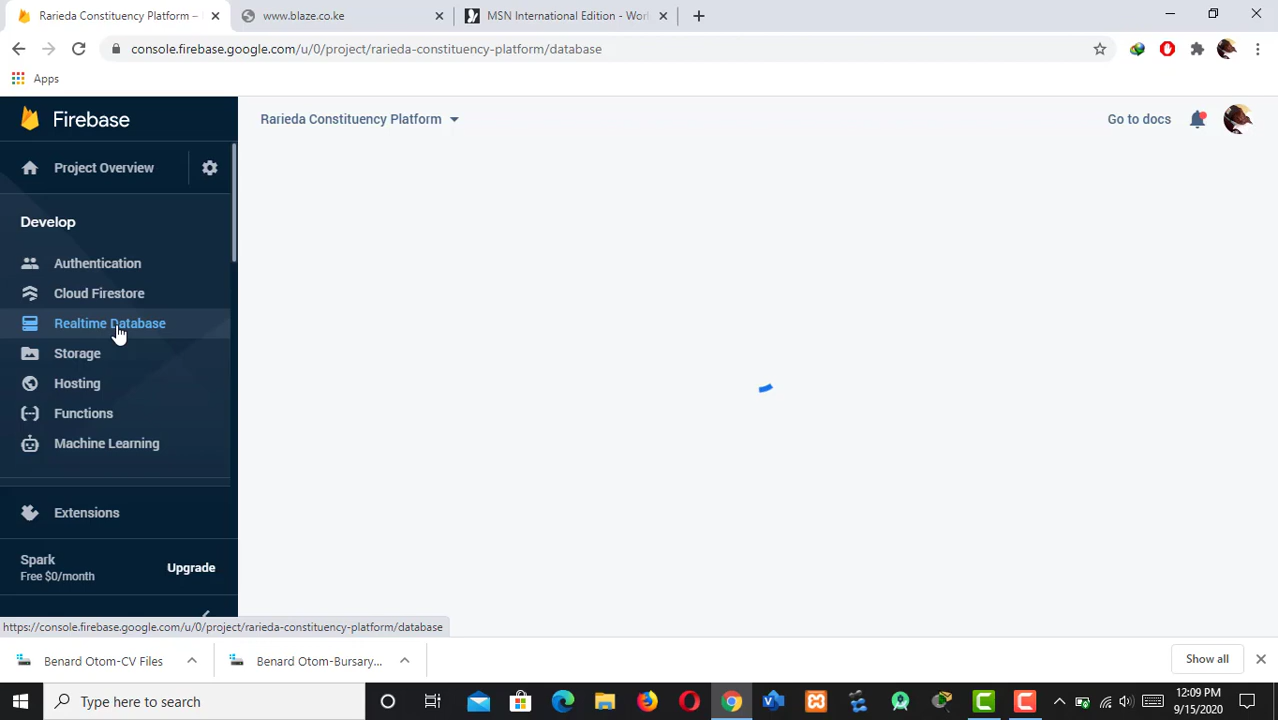 Rarieda Constituency Platform –
www.blaze.co.ke
MSN International Edition - Worl
console.firebase.google.com/u/0/project/rarieda-constituency-platform/database
Apps
Firebase
Rarieda Constituency Platform
Go to docs
Project Overview
Develop
Authentication
Cloud Firestore
Realtime Database
Storage
Hosting
Functions
Machine Learning
Extensions
Spark
Free $0/month
Upgrade
https://console.firebase.google.com/u/0/project/rarieda-constituency-platform/database
Benard Otom-CV Files
Benard Otom-Bursary...
Show all
Type here to search
12:09 PM
9/15/2020